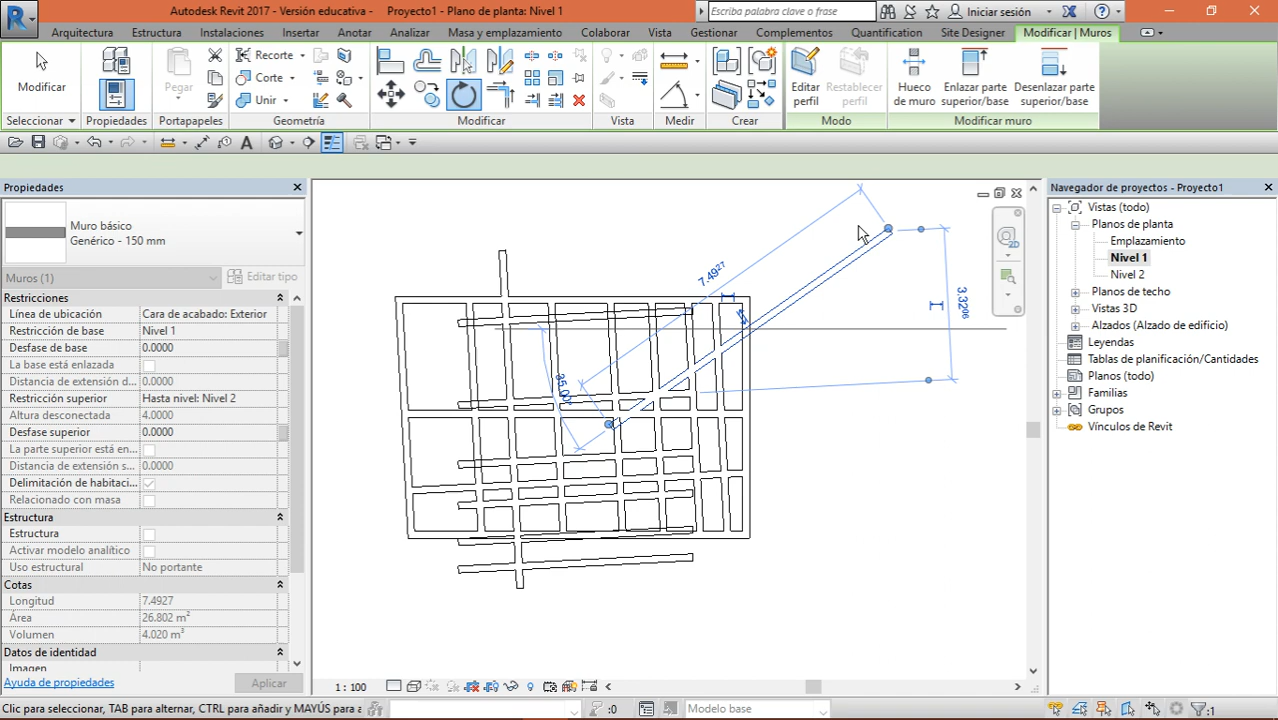 Autodesk Revit 2017 - Versión educativa - Proyecto1 - Plano de planta: Nivel 1
Escriba palabra clave o frase
Iniciar sesión
Arquitectura Estructura Instalaciones Insertar Anotar Analizar Masa y emplazamiento Colaborar Vista Gestionar Complementos Quantification Site Designer Modificar | Muros
Modificar
Pegar
Recorte
Corte
Unir
Editar
perfil
Restablecer
perfil
Hueco
de muro
Enlazar parte
superior/base
Desenlazar parte
superior/base
Seleccionar Propiedades Portapapeles Geometría Modificar Vista Medir Crear Modo Modificar muro
Propiedades
Muro básico
Genérico - 150 mm
Muros (1)
Editar tipo
Restricciones
Línea de ubicación Cara de acabado: Exterior
Restricción de base Nivel 1
Desfase de base 0.0000
La base está enlazada
Distancia de extensión d...
Restricción superior Hasta nivel: Nivel 2
Altura desconectada 4.0000
Desfase superior 0.0000
La parte superior está en...
Distancia de extensión s...
Delimitación de habitaci...
Relacionado con masa
Estructura
Estructura
Activar modelo analítico
Uso estructural No portante
Cotas
Longitud 7.4927
Área 26.802 m²
Volumen 4.020 m³
Datos de identidad
Imagen
Ayuda de propiedades
Aplicar
7.49²⁷
3.32⁰⁶
35.00°
2D
Navegador de proyectos - Proyecto1
Vistas (todo)
Planos de planta
Emplazamiento
Nivel 1
Nivel 2
Planos de techo
Vistas 3D
Alzados (Alzado de edificio)
Leyendas
Tablas de planificación/Cantidades
Planos (todo)
Familias
Grupos
Vínculos de Revit
1 : 100
Clic para seleccionar, TAB para alternar, CTRL para añadir y MAYÚS para a
:0
Modelo base
:1